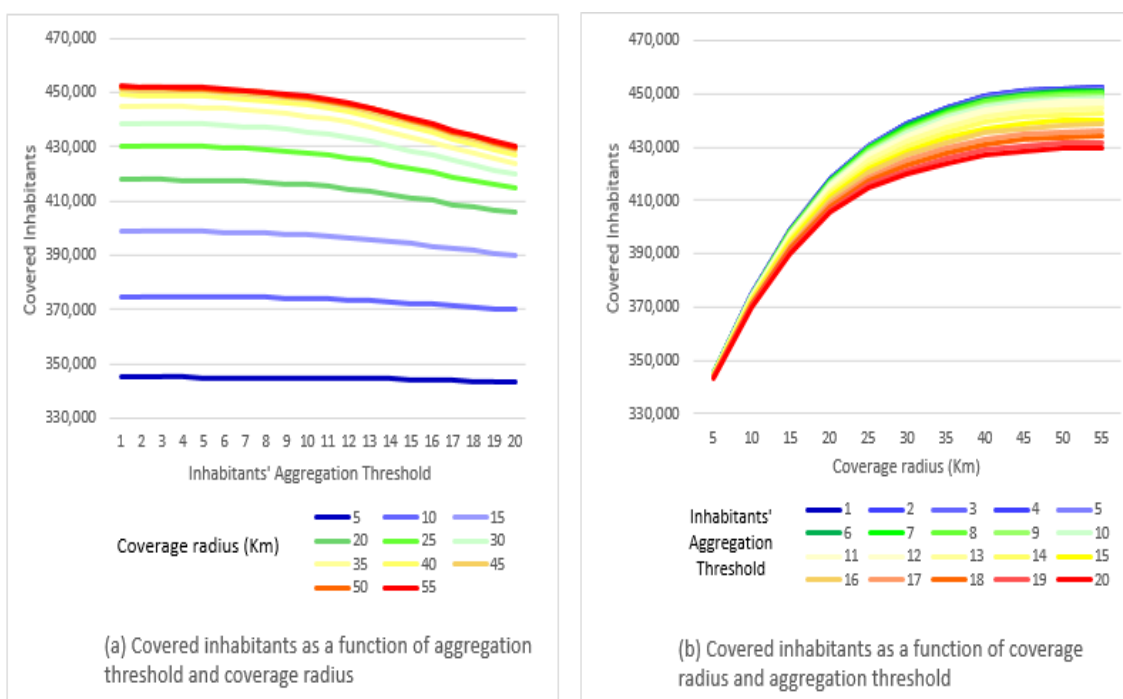 470,000
450,000
430,000
410,000
390,000
370,000
350,000
330,000
Covered Inhabitants
1 2 3 4 5 6 7 8 9 10 11 12 13 14 15 16 17 18 19 20
Inhabitants' Aggregation Threshold
Coverage radius (Km)
5 10 15
20 25 30
35 40 45
50 55
(a) Covered inhabitants as a function of aggregation
threshold and coverage radius
470,000
450,000
430,000
410,000
390,000
370,000
350,000
330,000
Covered Inhabitants
5 10 15 20 25 30 35 40 45 50 55
Coverage radius (Km)
Inhabitants'
Aggregation
Threshold
1 2 3 4 5
6 7 8 9 10
11 12 13 14 15
16 17 18 19 20
(b) Covered inhabitants as a function of coverage
radius and aggregation threshold